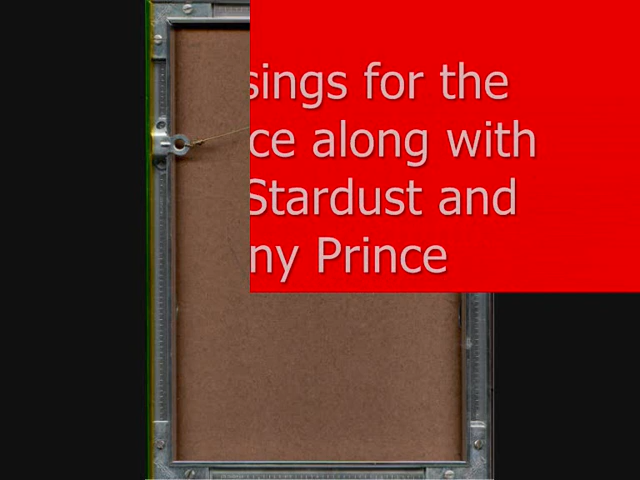 sings for the
ce along with
Stardust and
ny Prince